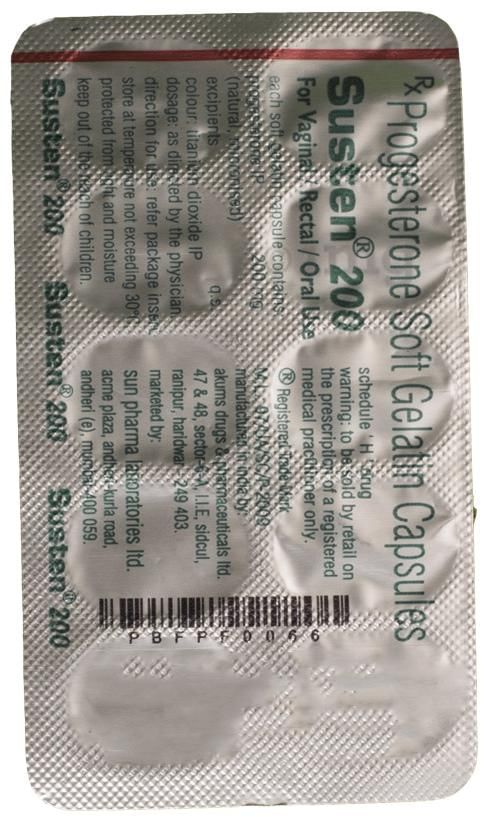 Rx Progesterone Soft Gelatin Capsules
Susten® 200
For Vaginal / Rectal / Oral Use
each soft gelatin capsule contains:
progesterone IP 200 mg
(natural, micronised)
excipients q.s.
colour: titanium dioxide IP
dosage: as directed by the physician
direction for use: refer package insert
store at temperature not exceeding 30°C
protected from light and moisture
keep out of the reach of children.
schedule 'H' drug
warning: to be sold by retail on
the prescription of a registered
medical practitioner only.
® Registered Trade Mark
manufactured in india by:
akums drugs & pharmaceuticals ltd.
47 & 48, sector-6-A, I.I.E, sidcul,
ranipur, haridwar-249 403.
marketed by:
sun pharma laboratories ltd.
acme plaza, andheri-kurla road,
andheri (e), mumbai-400 059.
Susten® 200 Susten® 200 Susten® 200
PBFPF0066